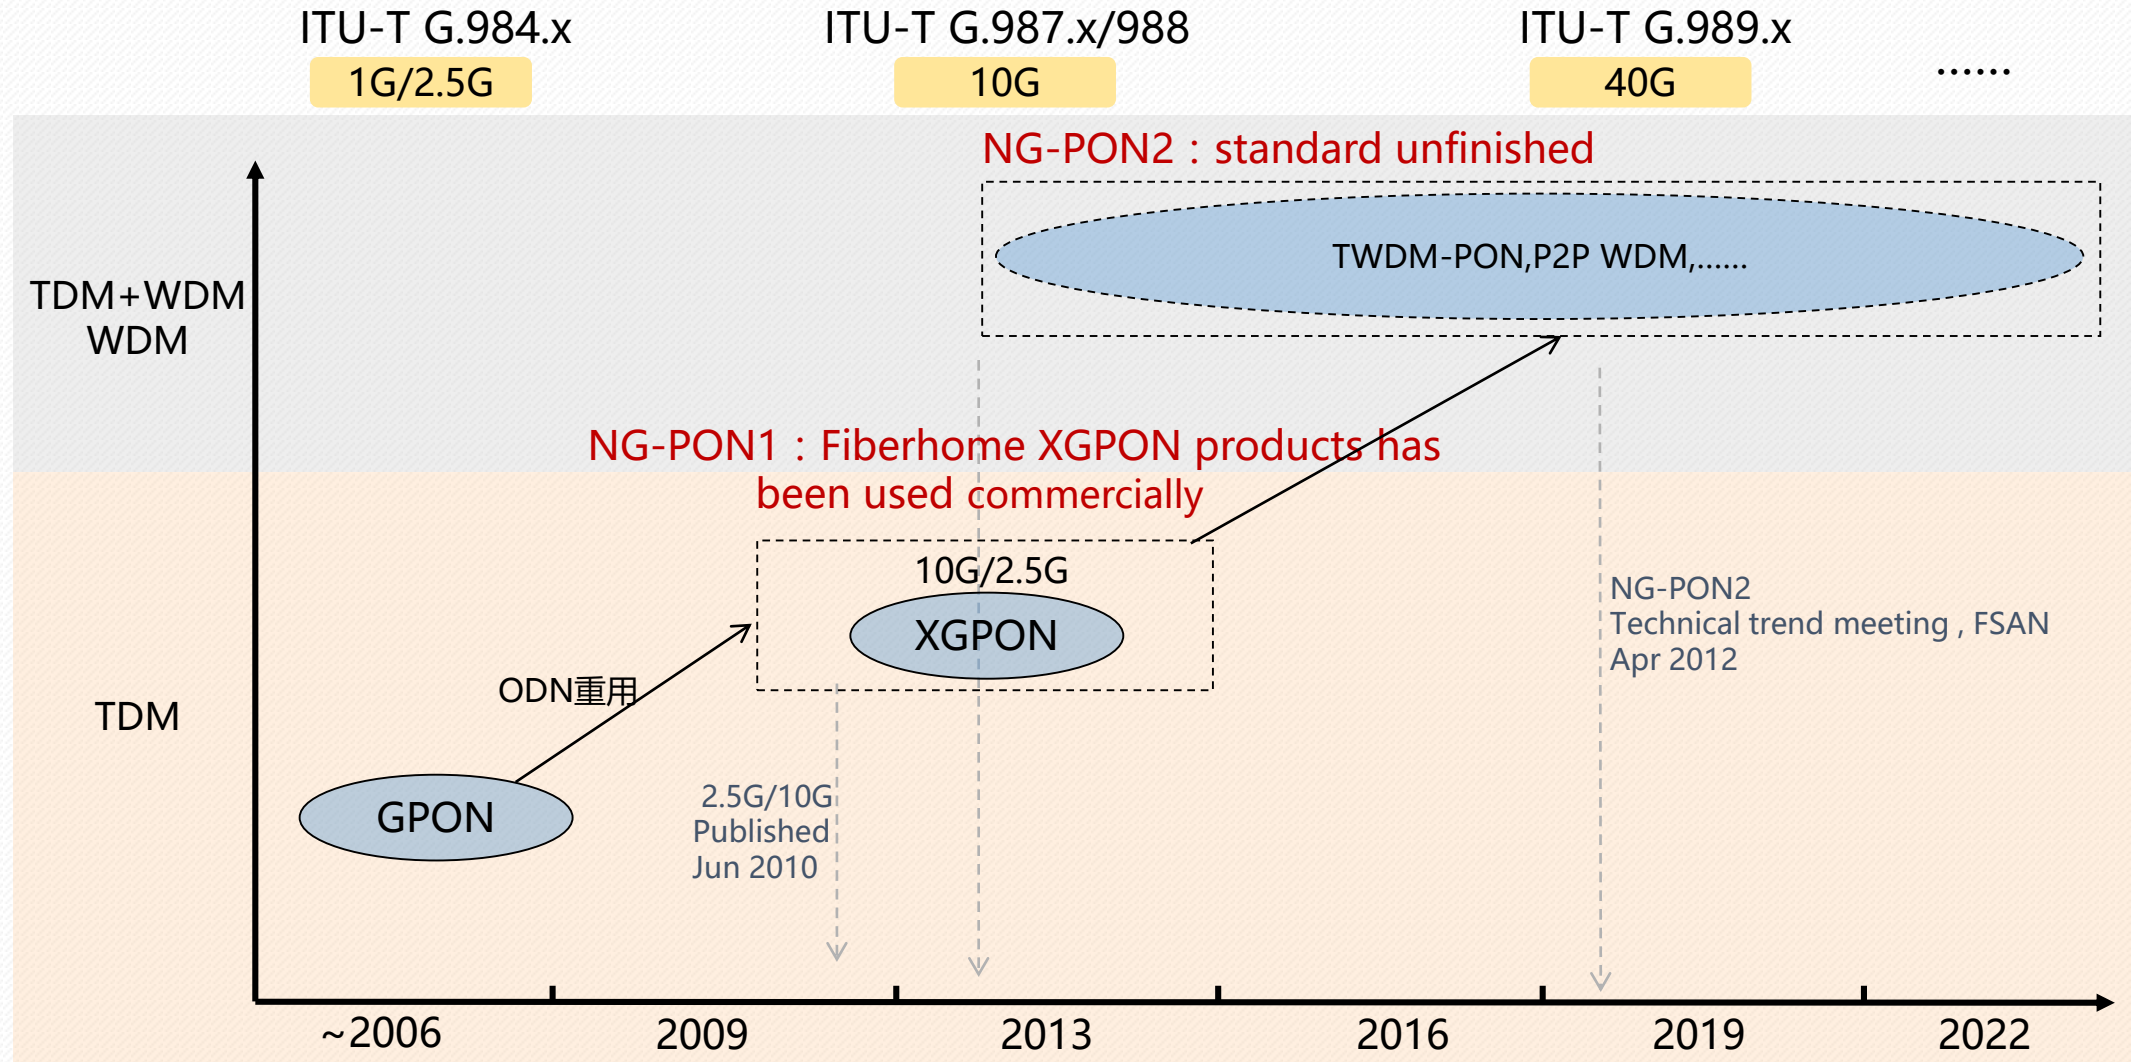 ITU-T G.984.x
1G/2.5G
ITU-T G.987.x/988
10G
ITU-T G.989.x
40G
......
NG-PON2：standard unfinished
TWDM-PON,P2P WDM,......
TDM+WDM
WDM
NG-PON1：Fiberhome XGPON products has
been used commercially
10G/2.5G
XGPON
NG-PON2
Technical trend meeting , FSAN
Apr 2012
ODN重用
TDM
GPON
2.5G/10G
Published
Jun 2010
~2006
2009
2013
2016
2019
2022